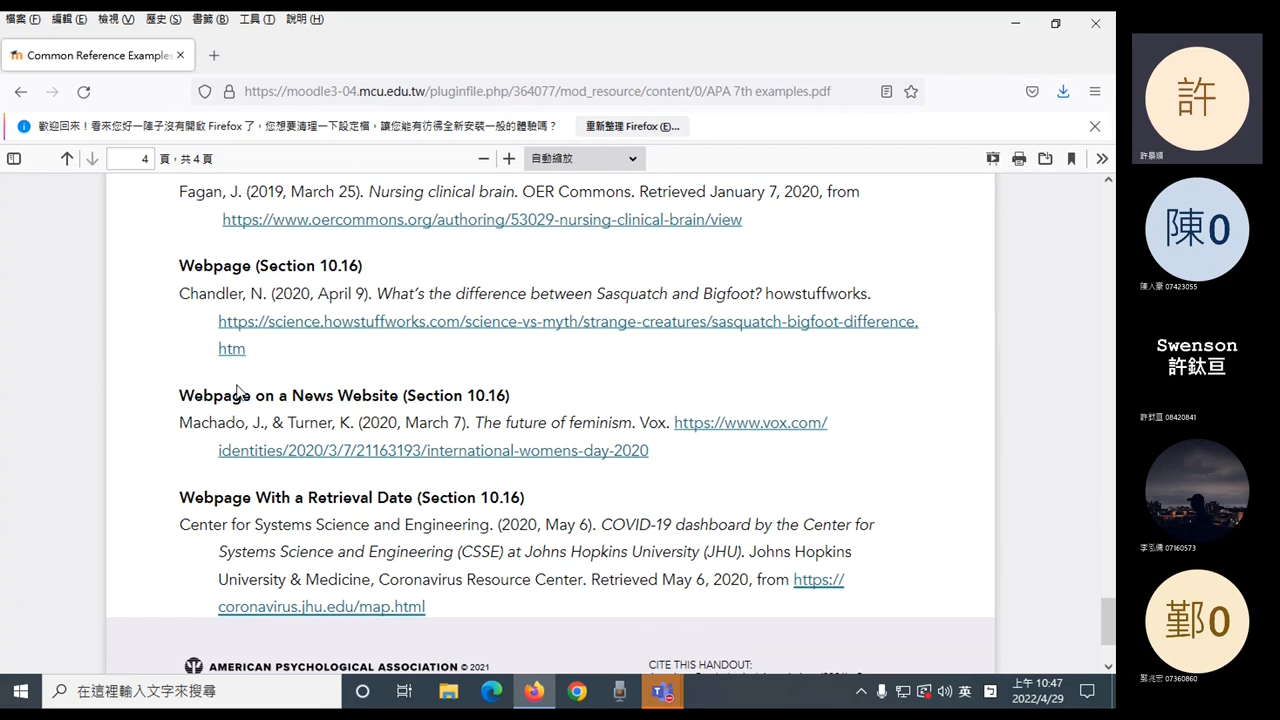 檔案(F) 編輯(E) 檢視(V) 歷史(S) 書籤(B) 工具(T) 說明(H)
Common Reference Examples
https://moodle3-04.mcu.edu.tw/pluginfile.php/364077/mod_resource/content/0/APA 7th examples.pdf
歡迎回來！看來您好一陣子沒有開啟 Firefox 了，您想要清理一下設定檔，讓您能有彷彿全新安裝一般的體驗嗎？ 重新整理 Firefox (E)...
4 頁，共 4 頁 自動縮放
Fagan, J. (2019, March 25). Nursing clinical brain. OER Commons. Retrieved January 7, 2020, from
https://www.oercommons.org/authoring/53029-nursing-clinical-brain/view
Webpage (Section 10.16)
Chandler, N. (2020, April 9). What's the difference between Sasquatch and Bigfoot? howstuffworks.
https://science.howstuffworks.com/science-vs-myth/strange-creatures/sasquatch-bigfoot-difference.
htm
Webpage on a News Website (Section 10.16)
Machado, J., & Turner, K. (2020, March 7). The future of feminism. Vox. https://www.vox.com/
identities/2020/3/7/21163193/international-womens-day-2020
Webpage With a Retrieval Date (Section 10.16)
Center for Systems Science and Engineering. (2020, May 6). COVID-19 dashboard by the Center for
Systems Science and Engineering (CSSE) at Johns Hopkins University (JHU). Johns Hopkins
University & Medicine, Coronavirus Resource Center. Retrieved May 6, 2020, from https://
coronavirus.jhu.edu/map.html
AMERICAN PSYCHOLOGICAL ASSOCIATION © 2021
CITE THIS HANDOUT:
在這裡輸入文字來搜尋
英
上午 10:47
2022/4/29
許
陳0
07423055
Swenson
許鈦亘
許鈦亘 08420841
07160573
鄞0
07360860